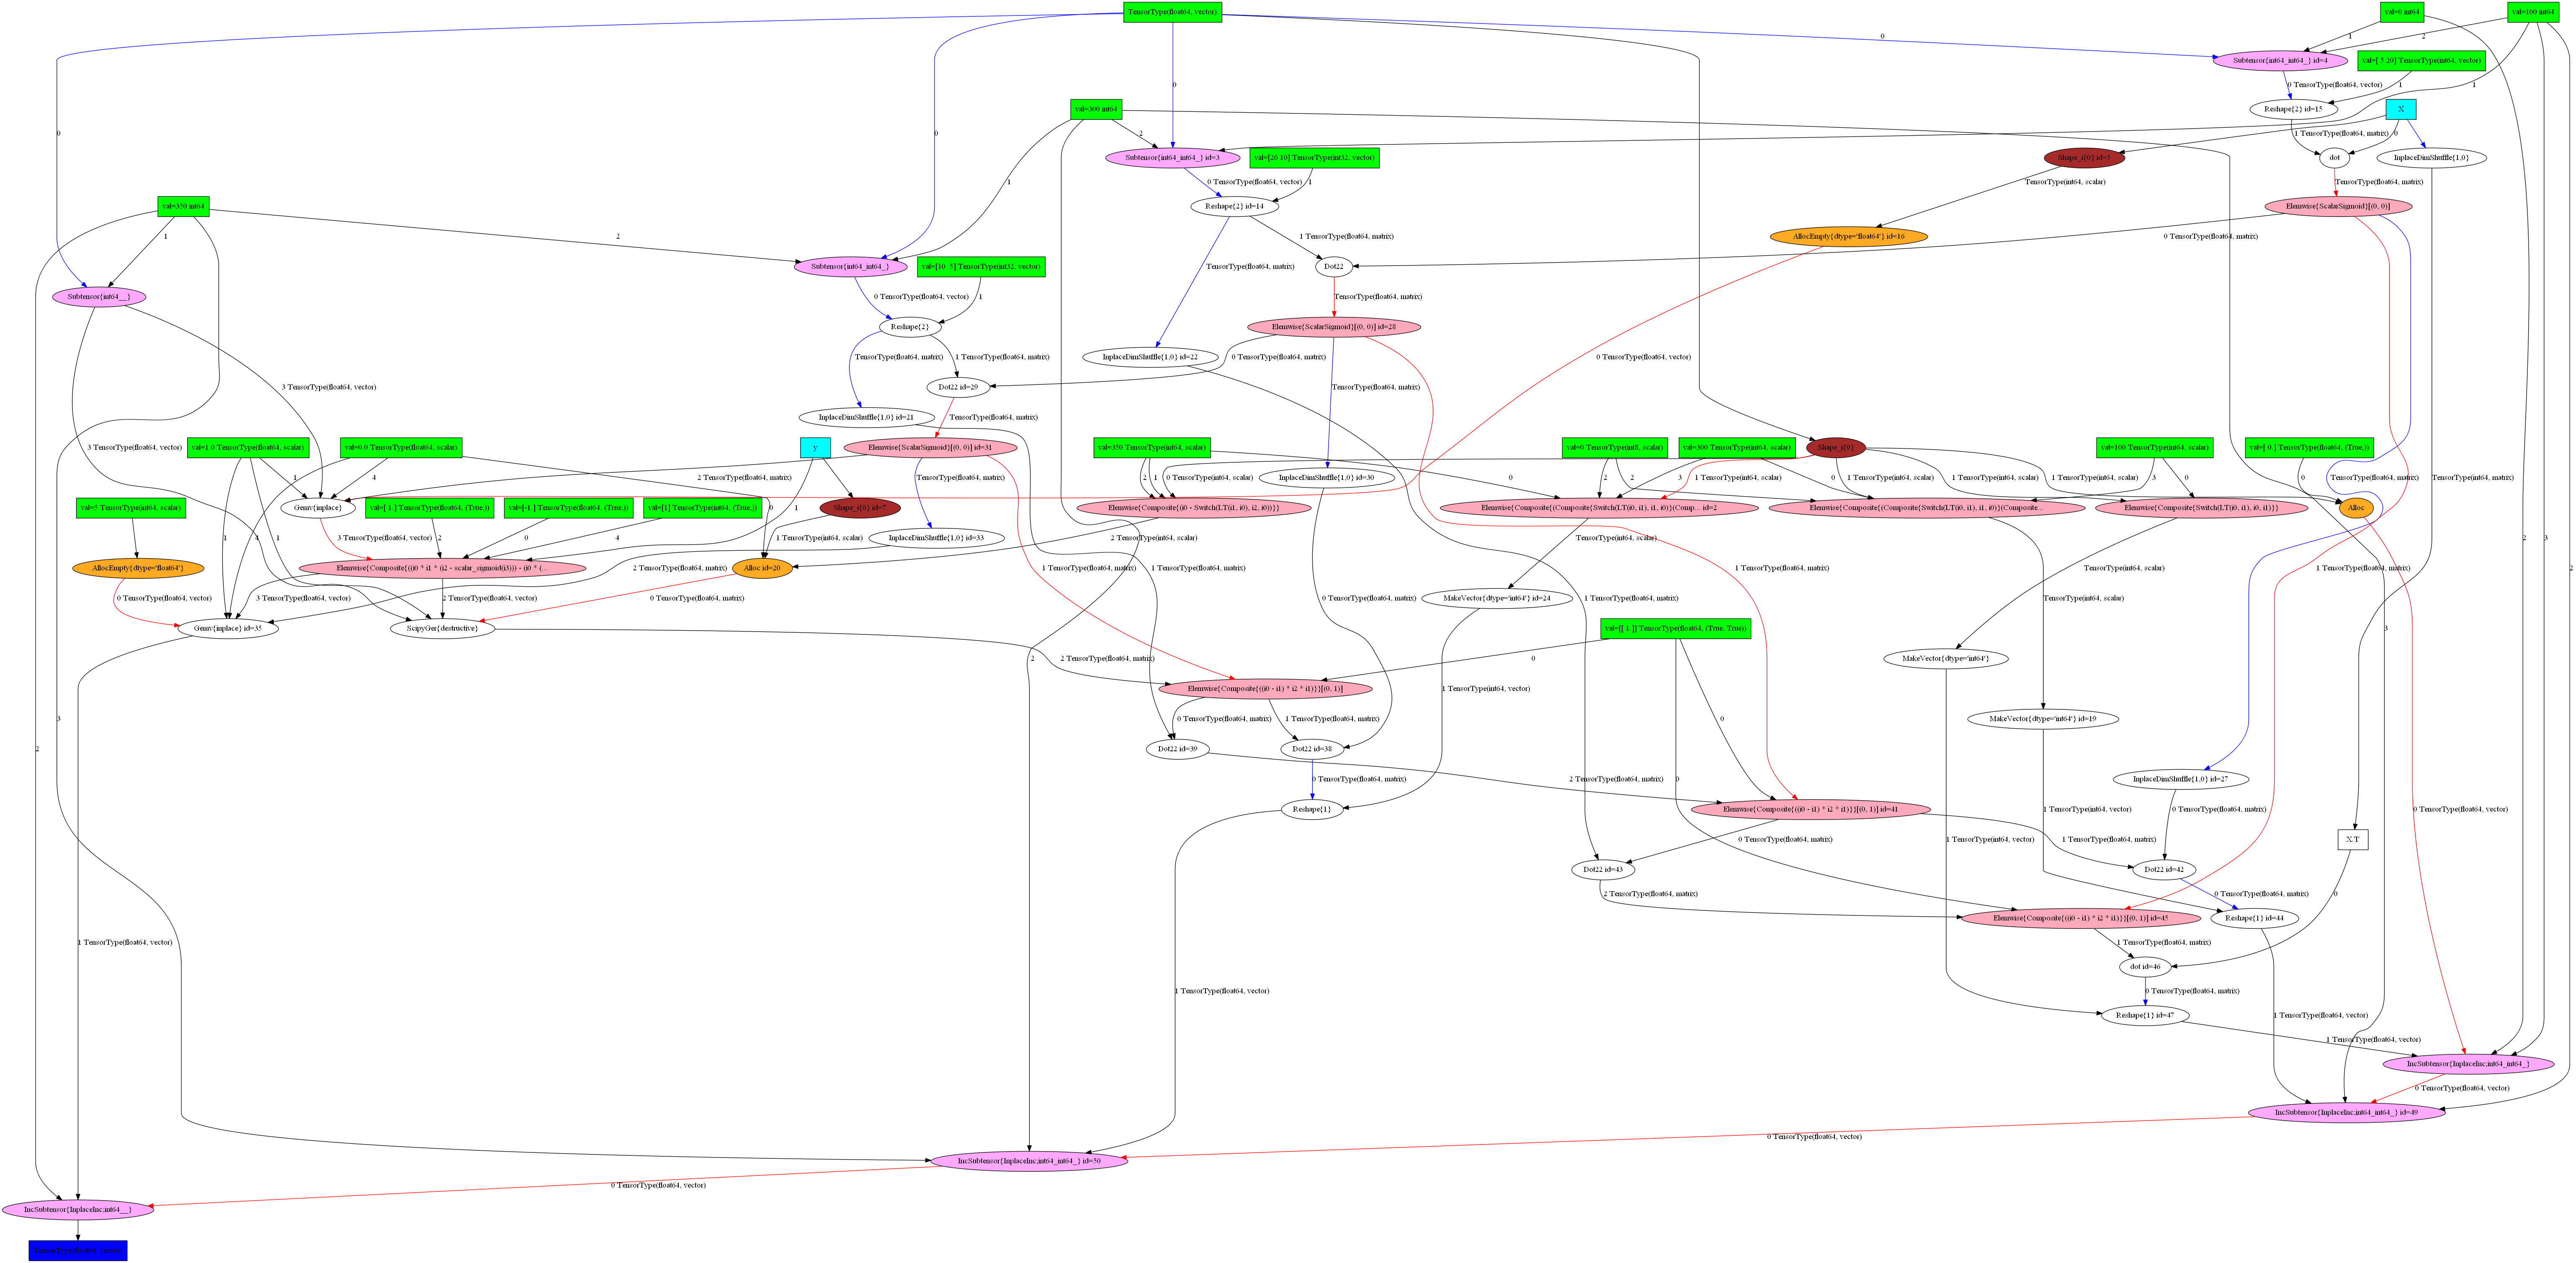 TensorType(float64, vector)
val=0 int64
val=100 int64
0
1
2
Subtensor{int64_int64_} id=4
val=[ 5 20] TensorType(int64, vector)
0
0
0
0 TensorType(float64, vector)
1
1
val=300 int64
Reshape{2} id=15
X
2
1 TensorType(float64, matrix)
0
Subtensor{int64_int64_} id=3
val=[20 10] TensorType(int32, vector)
Shape_i{0} id=5
dot
InplaceDimShuffle{1,0}
1
0 TensorType(float64, vector)
1
TensorType(int64, scalar)
TensorType(float64, matrix)
val=350 int64
Reshape{2} id=14
Elemwise{ScalarSigmoid}[(0, 0)]
1
2
1 TensorType(float64, matrix)
AllocEmpty{dtype='float64'} id=16
0 TensorType(float64, matrix)
Subtensor{int64_int64_}
val=[10  5] TensorType(int32, vector)
TensorType(float64, matrix)
Dot22
Subtensor{int64__}
0 TensorType(float64, vector)
1
TensorType(float64, matrix)
Reshape{2}
Elemwise{ScalarSigmoid}[(0, 0)] id=28
TensorType(float64, matrix)
1 TensorType(float64, matrix)
InplaceDimShuffle{1,0} id=22
0 TensorType(float64, matrix)
0 TensorType(float64, vector)
3 TensorType(float64, vector)
Dot22 id=29
TensorType(float64, matrix)
InplaceDimShuffle{1,0} id=21
TensorType(float64, matrix)
3 TensorType(float64, vector)
val=1.0 TensorType(float64, scalar)
val=0.0 TensorType(float64, scalar)
y
Elemwise{ScalarSigmoid}[(0, 0)] id=31
val=350 TensorType(int64, scalar)
val=0 TensorType(int8, scalar)
val=300 TensorType(int64, scalar)
Shape_i{0}
val=100 TensorType(int64, scalar)
val=[ 0.] TensorType(float64, (True,))
1
4
2 TensorType(float64, matrix)
TensorType(float64, matrix)
2
1
0 TensorType(int64, scalar)
InplaceDimShuffle{1,0} id=30
0
2
3
2
1 TensorType(int64, scalar)
0
1 TensorType(int64, scalar)
1 TensorType(int64, scalar)
1 TensorType(int64, scalar)
3
0
0
TensorType(float64, matrix)
TensorType(float64, matrix)
val=5 TensorType(int64, scalar)
Gemv{inplace}
val=[ 1.] TensorType(float64, (True,))
val=[-1 ] TensorType(float64, (True,))
val=[1] TensorType(int64, (True,))
1
0
Shape_i{0} id=7
Elemwise{Composite{(i0 - Switch(LT(i1, i0), i2, i0))}}
Elemwise{Composite{(Composite{Switch(LT(i0, i1), i1, i0)}(Comp... id=2
Elemwise{Composite{(Composite{Switch(LT(i0, i1), i1, i0)}(Composite...
Elemwise{Composite{Switch(LT(i0, i1), i0, i1)}}
Alloc
1
4
1
3 TensorType(float64, vector)
2
0
4
1 TensorType(int64, scalar)
InplaceDimShuffle{1,0} id=33
2 TensorType(int64, scalar)
TensorType(int64, scalar)
2
3
AllocEmpty{dtype='float64'}
Elemwise{Composite{((i0 * i1 * (i2 - scalar_sigmoid(i3))) - (i0 * (...
2 TensorType(float64, matrix)
Alloc id=20
1 TensorType(float64, matrix)
1 TensorType(float64, matrix)
1 TensorType(float64, matrix)
TensorType(int64, scalar)
1 TensorType(float64, matrix)
2
0 TensorType(float64, vector)
3 TensorType(float64, vector)
2 TensorType(float64, vector)
0 TensorType(float64, matrix)
0 TensorType(float64, matrix)
MakeVector{dtype='int64'} id=24
1 TensorType(float64, matrix)
TensorType(int64, scalar)
Gemv{inplace} id=35
ScipyGer{destructive}
val=[[ 1.]] TensorType(float64, (True, True))
3
2
2 TensorType(float64, matrix)
0
MakeVector{dtype='int64'}
Elemwise{Composite{((i0 - i1) * i2 * i1)}}[(0, 1)]
1 TensorType(int64, vector)
3
0 TensorType(float64, matrix)
1 TensorType(float64, matrix)
0
MakeVector{dtype='int64'} id=19
2
Dot22 id=39
Dot22 id=38
2 TensorType(float64, matrix)
0 TensorType(float64, matrix)
0
InplaceDimShuffle{1,0} id=27
Reshape{1}
Elemwise{Composite{((i0 - i1) * i2 * i1)}}[(0, 1)] id=41
1 TensorType(int64, vector)
0 TensorType(float64, matrix)
0 TensorType(float64, vector)
0 TensorType(float64, matrix)
1 TensorType(int64, vector)
1 TensorType(float64, matrix)
X.T
Dot22 id=43
Dot22 id=42
2 TensorType(float64, matrix)
0 TensorType(float64, matrix)
0
Elemwise{Composite{((i0 - i1) * i2 * i1)}}[(0, 1)] id=45
Reshape{1} id=44
1 TensorType(float64, vector)
1 TensorType(float64, matrix)
dot id=46
1 TensorType(float64, vector)
0 TensorType(float64, matrix)
Reshape{1} id=47
1 TensorType(float64, vector)
1 TensorType(float64, vector)
IncSubtensor{InplaceInc;int64_int64_}
0 TensorType(float64, vector)
IncSubtensor{InplaceInc;int64_int64_} id=49
0 TensorType(float64, vector)
IncSubtensor{InplaceInc;int64_int64_} id=50
0 TensorType(float64, vector)
IncSubtensor{InplaceInc;int64__}
TensorType(float64, vector)